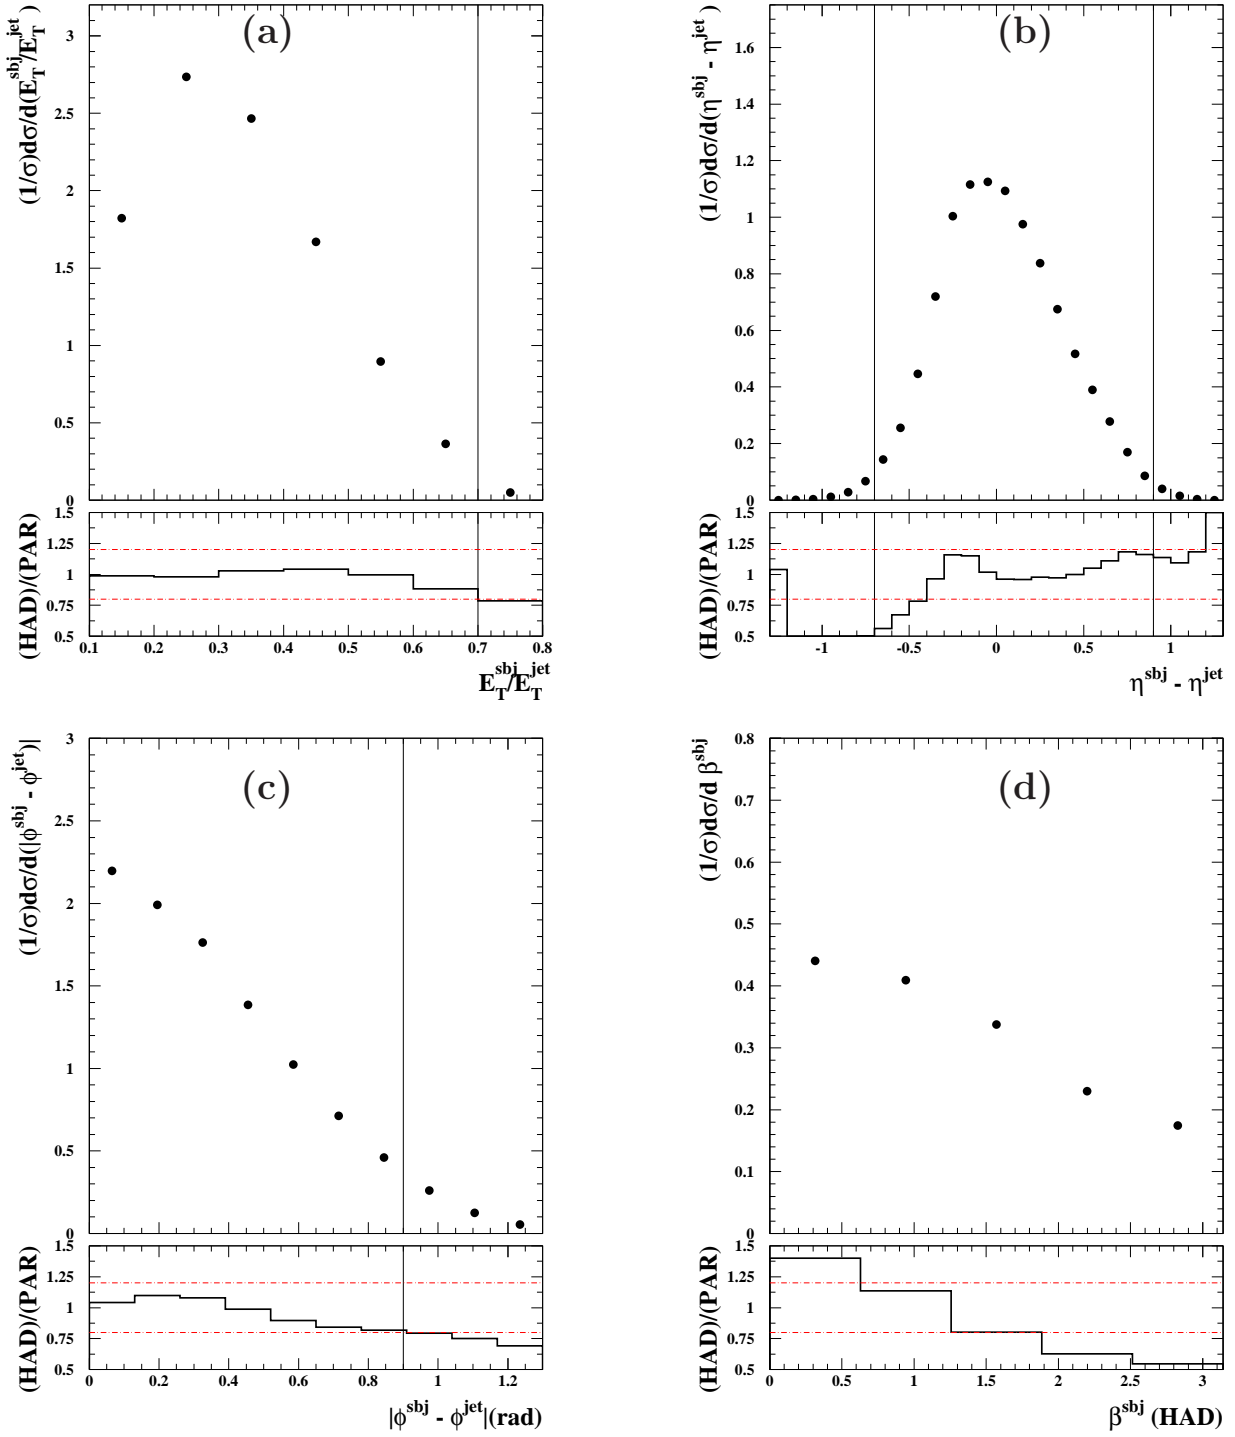 (a)
(1/σ)dσ/d(E_T^sbj/E_T^jet)
3
2.5
2
1.5
1
0.5
0
(HAD)/(PAR)
1.5
1.25
1
0.75
0.5
0.1 0.2 0.3 0.4 0.5 0.6 0.7 0.8
E_T^sbj/E_T^jet
(b)
(1/σ)dσ/d(η^sbj - η^jet)
1.6
1.4
1.2
1
0.8
0.6
0.4
0.2
0
(HAD)/(PAR)
1.5
1.25
1
0.75
0.5
-1 -0.5 0 0.5 1
η^sbj - η^jet
(c)
(1/σ)dσ/d(|ϕ^sbj - ϕ^jet)|
3
2.5
2
1.5
1
0.5
0
(HAD)/(PAR)
1.5
1.25
1
0.75
0.5
0 0.2 0.4 0.6 0.8 1 1.2
|ϕ^sbj - ϕ^jet|(rad)
(d)
(1/σ)dσ/d β^sbj
0.8
0.7
0.6
0.5
0.4
0.3
0.2
0.1
0
(HAD)/(PAR)
1.5
1.25
1
0.75
0.5
0 0.5 1 1.5 2 2.5 3
β^sbj (HAD)